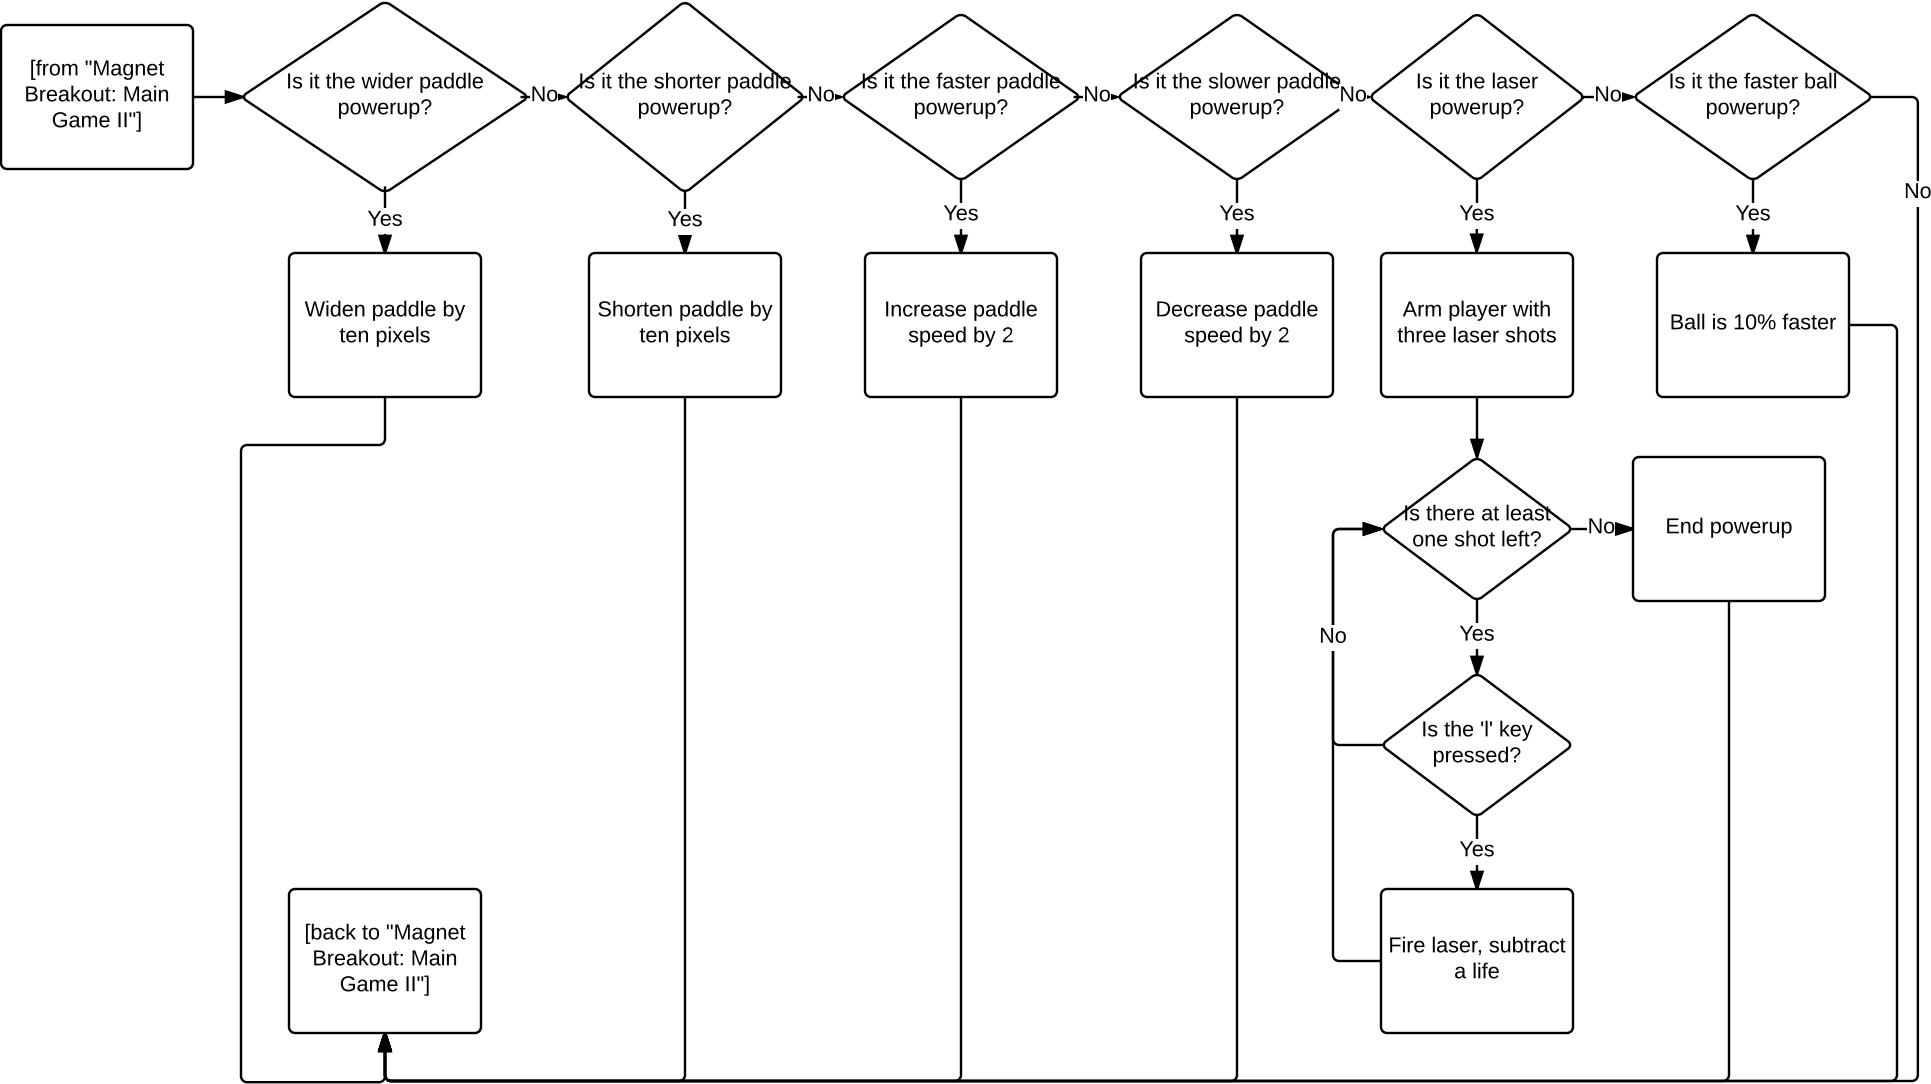 [from "Magnet
Breakout: Main
Game II"]
Is it the wider paddle
powerup?
No
Is it the shorter paddle
powerup?
No
Is it the faster paddle
powerup?
No
Is it the slower paddle
powerup?
No
Is it the laser
powerup?
No
Is it the faster ball
powerup?
No
Yes
Yes
Yes
Yes
Yes
Yes
Widen paddle by
ten pixels
Shorten paddle by
ten pixels
Increase paddle
speed by 2
Decrease paddle
speed by 2
Arm player with
three laser shots
Ball is 10% faster
Is there at least
one shot left?
No
End powerup
No
Yes
Is the 'l' key
pressed?
Yes
[back to "Magnet
Breakout: Main
Game II"]
Fire laser, subtract
a life